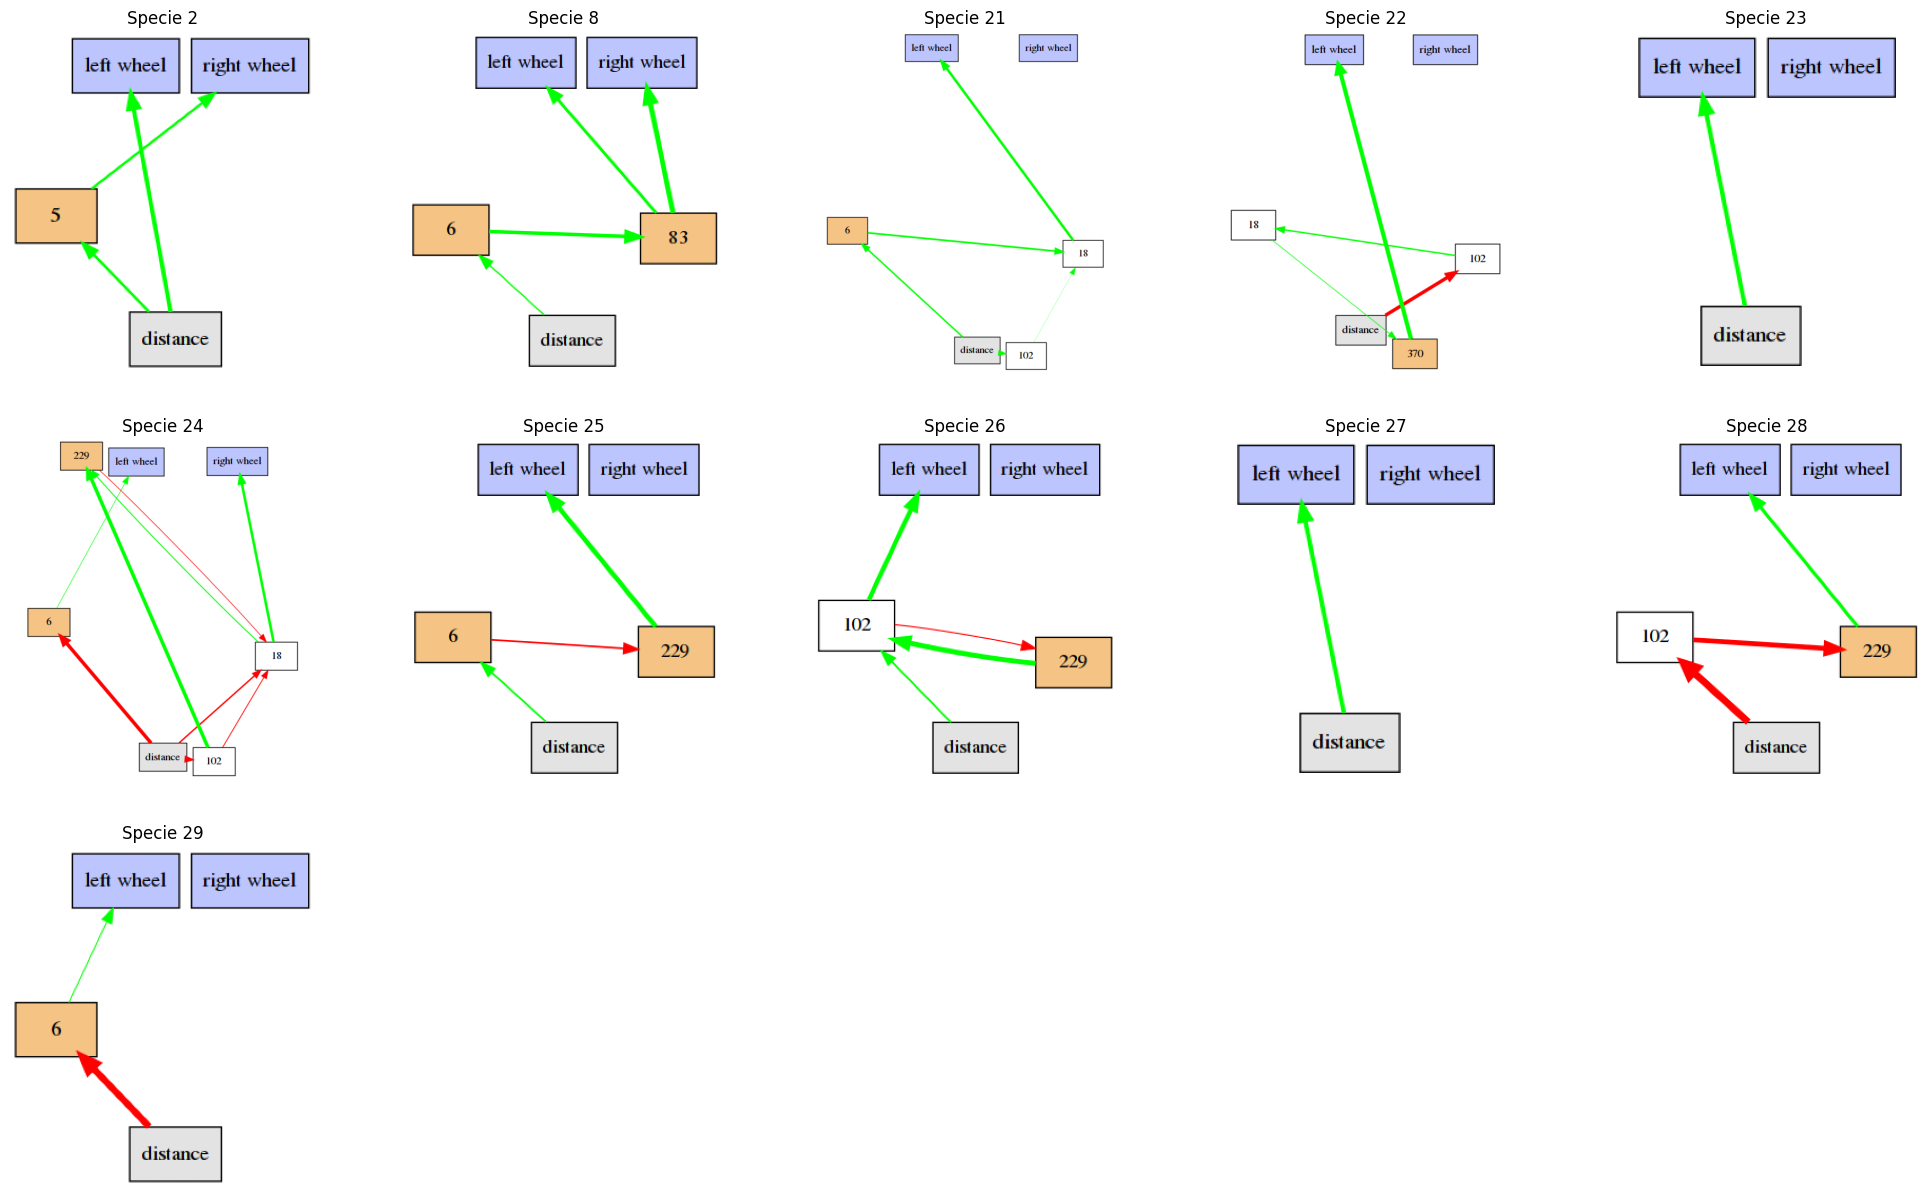 Specie 2
left wheel right wheel
5
distance
Specie 8
left wheel right wheel
6 83
distance
Specie 21
left wheel right wheel
6
18
distance 102
Specie 22
left wheel right wheel
18
102
distance
370
Specie 23
left wheel right wheel
distance
Specie 24
229 left wheel right wheel
6
18
distance 102
Specie 25
left wheel right wheel
6 229
distance
Specie 26
left wheel right wheel
102
229
distance
Specie 27
left wheel right wheel
distance
Specie 28
left wheel right wheel
102 229
distance
Specie 29
left wheel right wheel
6
distance